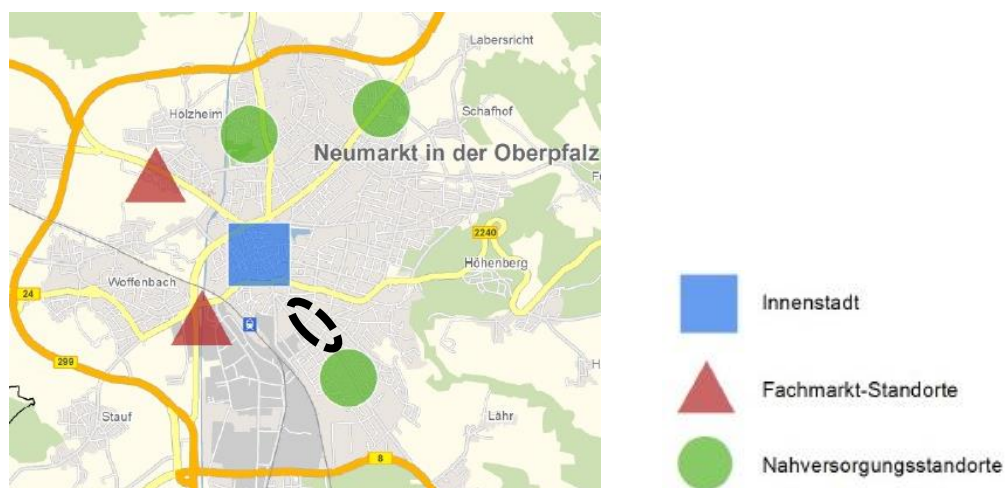 Labersricht
Holzheim
Schafhof
Neumarkt in der Oberpfalz
2240
Höhenberg
Woffenbach
24
299
Stauf
Lähr
8
Innenstadt
Fachmarkt-Standorte
Nahversorgungsstandorte